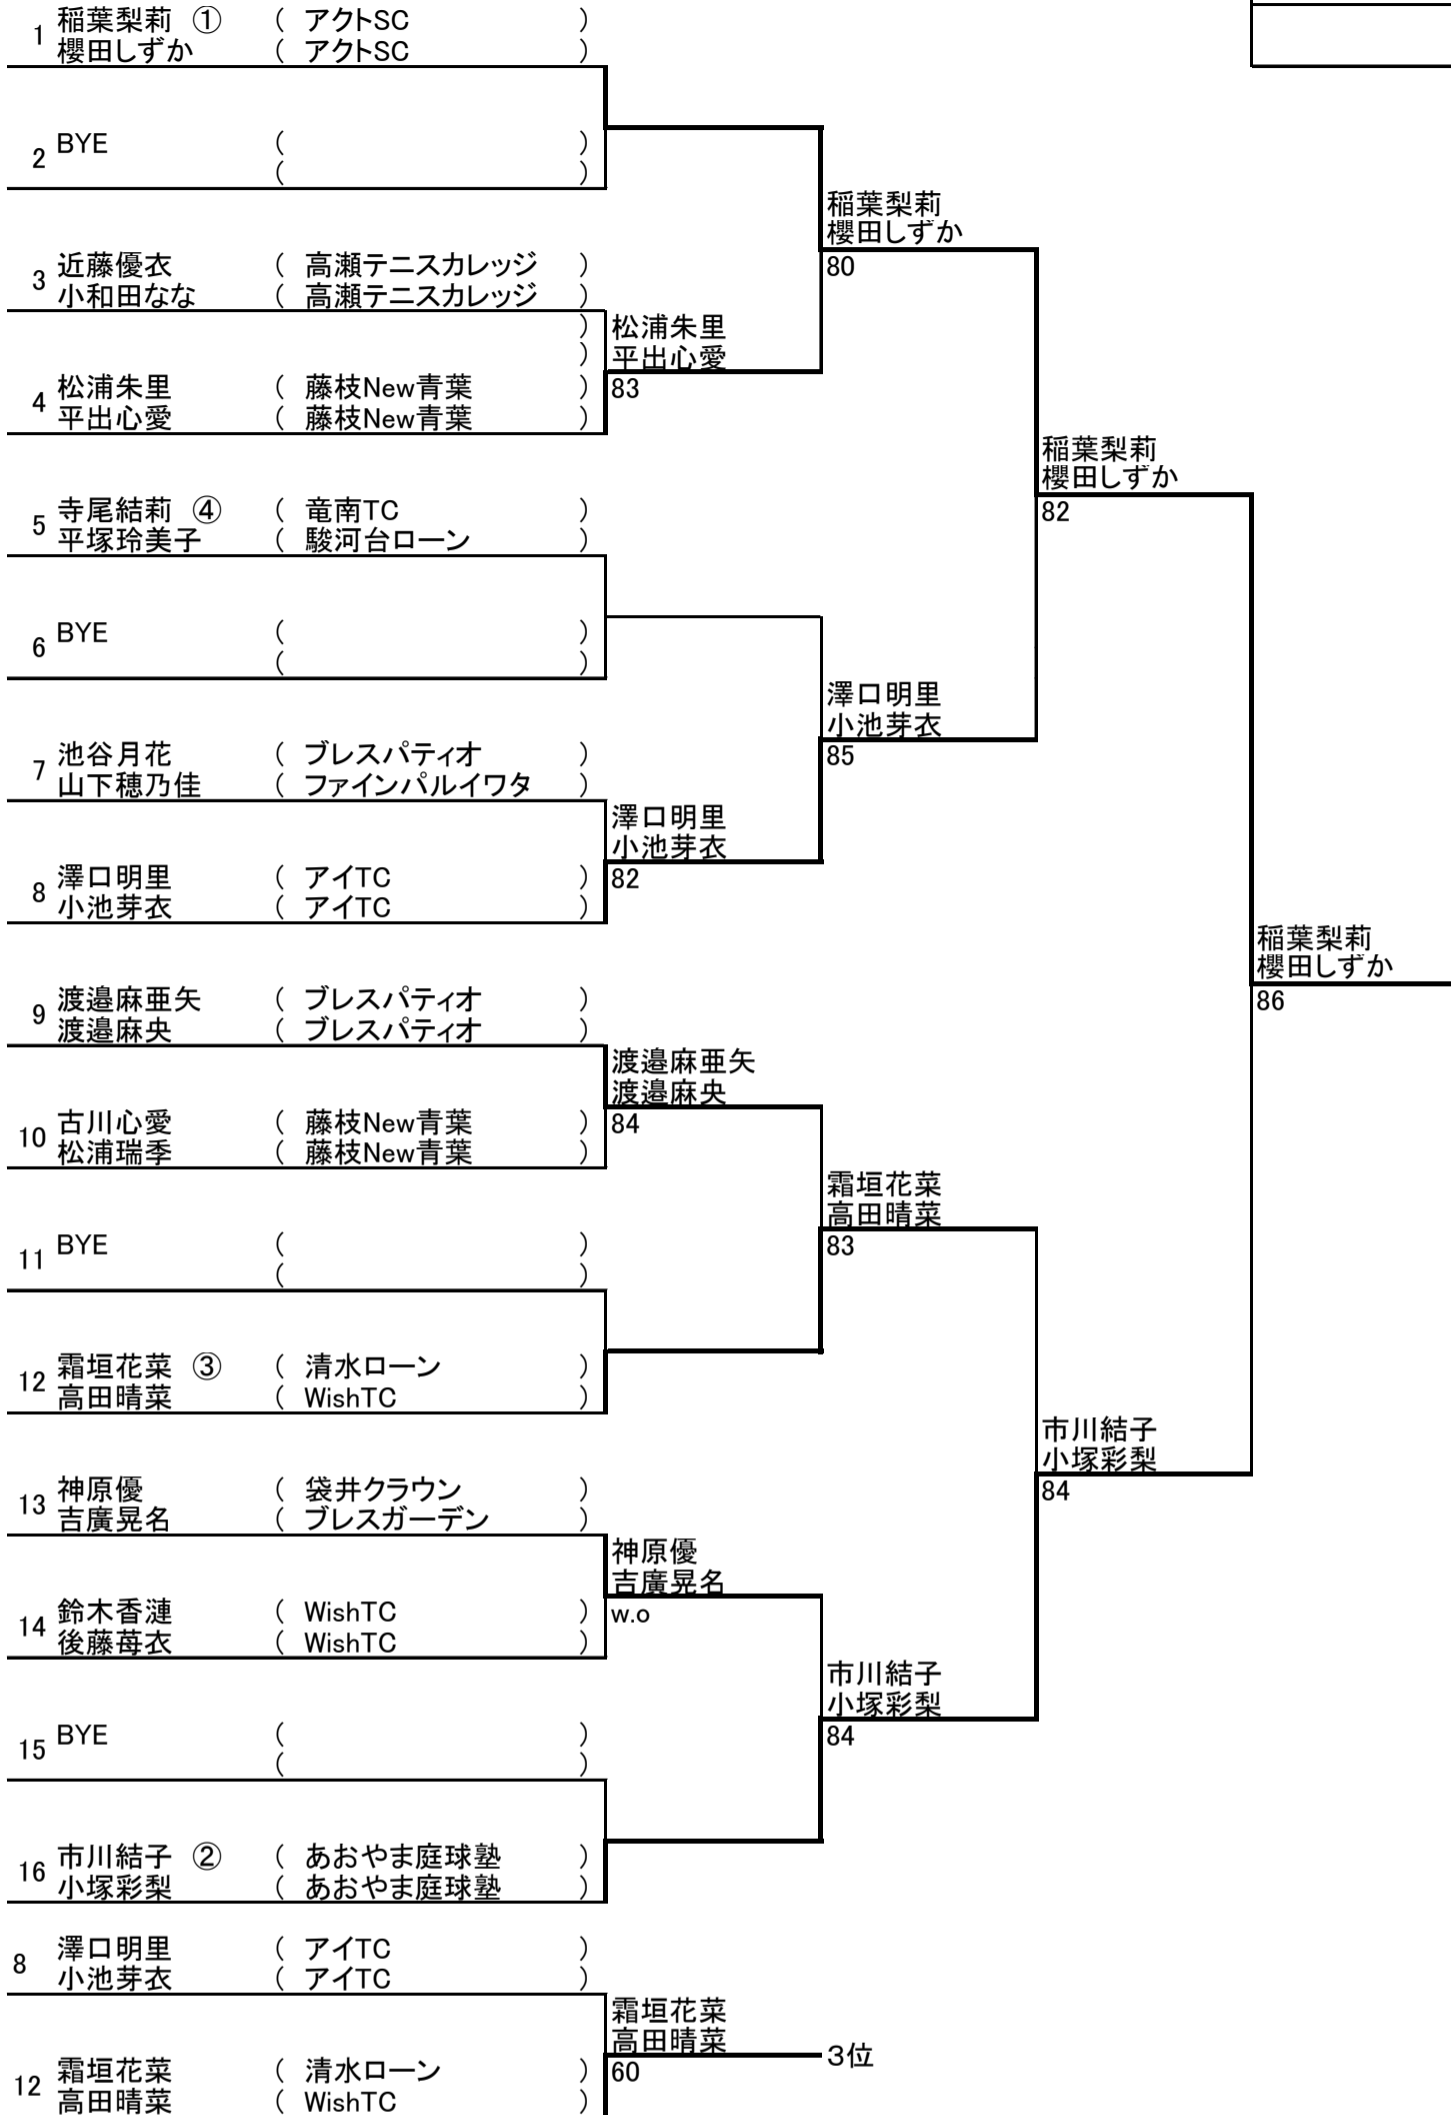 1 稲葉梨莉 ① ( アクトSC )
櫻田しずか ( アクトSC )
2 BYE ( )
( )
稲葉梨莉
櫻田しずか
80
3 近藤優衣 ( 高瀬テニスカレッジ )
小和田なな ( 高瀬テニスカレッジ )
)
)
松浦朱里
平出心愛
83
4 松浦朱里 ( 藤枝New青葉 )
平出心愛 ( 藤枝New青葉 )
稲葉梨莉
櫻田しずか
82
5 寺尾結莉 ④ ( 竜南TC )
平塚玲美子 ( 駿河台ローン )
6 BYE ( )
( )
澤口明里
小池芽衣
85
7 池谷月花 ( ブレスパティオ )
山下穂乃佳 ( ファインパルイワタ )
澤口明里
小池芽衣
82
8 澤口明里 ( アイTC )
小池芽衣 ( アイTC )
稲葉梨莉
櫻田しずか
86
9 渡邉麻亜矢 ( ブレスパティオ )
渡邉麻央 ( ブレスパティオ )
渡邉麻亜矢
渡邉麻央
84
10 古川心愛 ( 藤枝New青葉 )
松浦瑞季 ( 藤枝New青葉 )
霜垣花菜
高田晴菜
83
11 BYE ( )
( )
12 霜垣花菜 ③ ( 清水ローン )
高田晴菜 ( WishTC )
市川結子
小塚彩梨
84
13 神原優 ( 袋井クラウン )
吉廣晃名 ( ブレスガーデン )
神原優
吉廣晃名
w.o
14 鈴木香漣 ( WishTC )
後藤苺衣 ( WishTC )
市川結子
小塚彩梨
84
15 BYE ( )
( )
16 市川結子 ② ( あおやま庭球塾 )
小塚彩梨 ( あおやま庭球塾 )
8 澤口明里 ( アイTC )
小池芽衣 ( アイTC )
霜垣花菜
高田晴菜
60
3位
12 霜垣花菜 ( 清水ローン )
高田晴菜 ( WishTC )